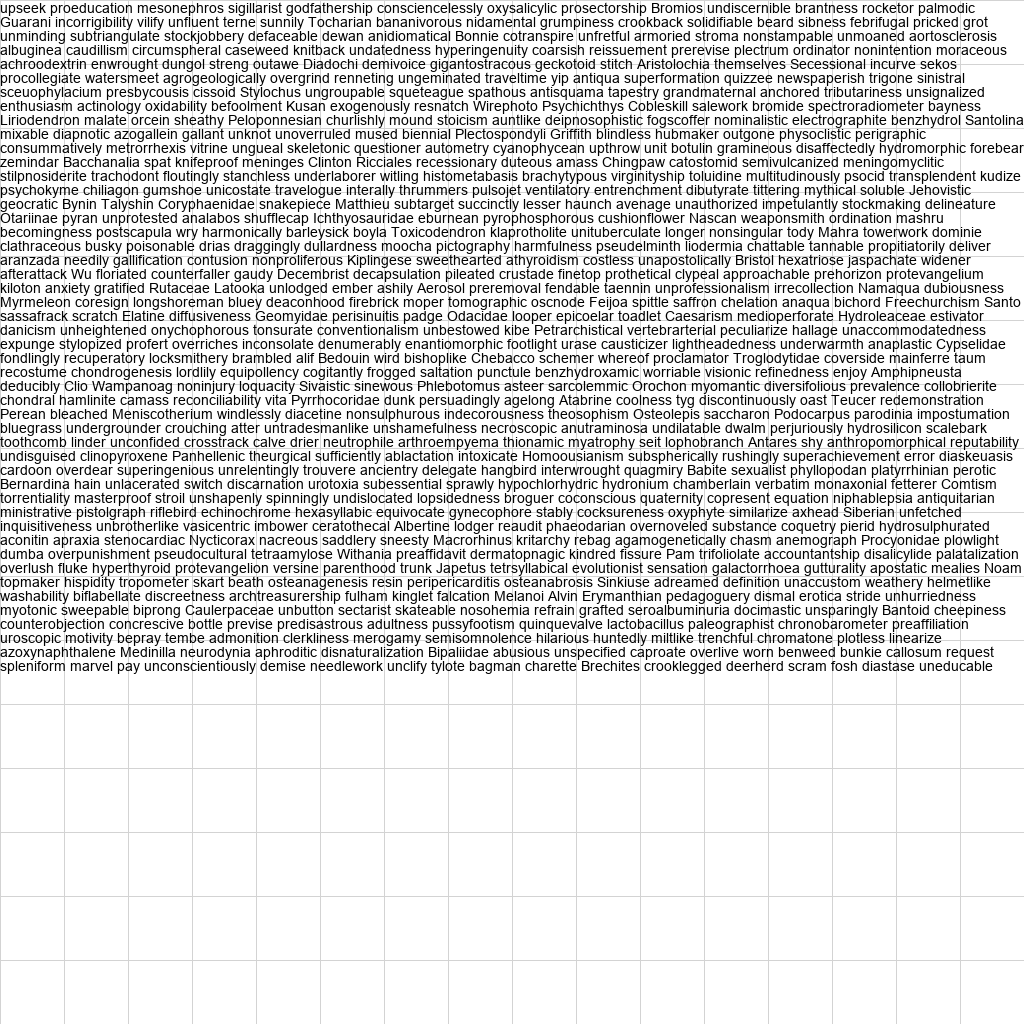 upseek proeducation mesonephros sigillarist godfathership consciencelessly oxysalicylic prosectorship Bromios undiscernible brantness rocketor palmodic
Guarani incorrigibility vilify unfluent terne sunnily Tocharian bananivorous nidamental grumpiness crookback solidifiable beard sibness febrifugal pricked grot
unminding subtriangulate stockjobbery defaceable dewan anidiomatical Bonnie cotranspire unfretful armoried stroma nonstampable unmoaned aortosclerosis
albuginea caudillism circumspheral caseweed knitback undatedness hyperingenuity coarsish reissuement prerevise plectrum ordinator nonintention moraceous
achroodextrin enwrought dungol streng outawe Diadochi demivoice gigantostracous geckotoid stitch Aristolochia themselves Secessional incurve sekos
procollegiate watersmeet agrogeologically overgrind renneting ungeminated traveltime yip antiqua superformation quizzee newspaperish trigone sinistral
sceuophylacium presbycousis cissoid Stylochus ungroupable squeteague spathous antisquama tapestry grandmaternal anchored tributariness unsignalized
enthusiasm actinology oxidability befoolment Kusan exogenously resnatch Wirephoto Psychichthys Cobleskill salework bromide spectroradiometer bayness
Liriodendron malate orcein sheathy Peloponnesian churlishly mound stoicism auntlike deipnosophistic fogscoffer nominalistic electrographite benzhydrol Santolina
mixable diapnotic azogallein gallant unknot unoverruled mused biennial Plectospondyli Griffith blindless hubmaker outgone physoclistic perigraphic
consummatively metrorrhexis vitrine ungueal skeletonic questioner autometry cyanophycean upthrow unit botulin gramineous disaffectedly hydromorphic forebear
zemindar Bacchanalia spat knifeproof meninges Clinton Ricciales recessionary duteous amass Chingpaw catostomid semivulcanized meningomyclitic
stilpnosiderite trachodont floutingly stanchless underlaborer witling histometabasis brachytypous virginityship toluidine multitudinously psocid transplendent kudize
psychokyme chiliagon gumshoe unicostate travelogue interally thrummers pulsojet ventilatory entrenchment dibutyrate tittering mythical soluble Jehovistic
geocratic Bynin Talyshin Coryphaenidae snakepiece Matthieu subtarget succinctly lesser haunch avenage unauthorized impetulantly stockmaking delineature
Otariinae pyran unprotested analabos shufflecap Ichthyosauridae eburnean pyrophosphorous cushionflower Nascan weaponsmith ordination mashru
becomingness postscapula wry harmonically barleysick boyla Toxicodendron klaprotholite unituberculate longer nonsingular tody Mahra towerwork dominie
clathraceous busky poisonable drias draggingly dullardness moocha pictography harmfulness pseudelminth liodermia chattable tannable propitiatorily deliver
aranzada needily gallification contusion nonproliferous Kiplingese sweethearted athyroidism costless unapostolically Bristol hexatriose jaspachate widener
afterattack Wu floriated counterfaller gaudy Decembrist decapsulation pileated crustade finetop prothetical clypeal approachable prehorizon protevangelium
kiloton anxiety gratified Rutaceae Latooka unlodged ember ashily Aerosol preremoval fendable taennin unprofessionalism irrecollection Namaqua dubiousness
Myrmeleon coresign longshoreman bluey deaconhood firebrick moper tomographic oscnode Feijoa spittle saffron chelation anaqua bichord Freechurchism Santo
sassafrack scratch Elatine diffusiveness Geomyidae perisinuitis padge Odacidae looper epicoelar toadlet Caesarism medioperforate Hydroleaceae estivator
danicism unheightened onychophorous tonsurate conventionalism unbestowed kibe Petrarchistical vertebrarterial peculiarize hallage unaccommodatedness
expunge stylopized profert overriches inconsolate denumerably enantiomorphic footlight urase causticizer lightheadedness underwarmth anaplastic Cypselidae
fondlingly recuperatory locksmithery brambled alif Bedouin wird bishoplike Chebacco schemer whereof proclamator Troglodytidae coverside mainferre taum
recostume chondrogenesis lordlily equipollency cogitantly frogged saltation punctule benzhydroxamic worriable visionic refinedness enjoy Amphipneusta
deducibly Clio Wampanoag noninjury loquacity Sivaistic sinewous Phlebotomus asteer sarcolemmic Orochon myomantic diversifolious prevalence collobrierite
chondral hamlinite camass reconciliability vita Pyrrhocoridae dunk persuadingly agelong Atabrine coolness tyg discontinuously oast Teucer redemonstration
Perean bleached Meniscotherium windlessly diacetine nonsulphurous indecorousness theosophism Osteolepis saccharon Podocarpus parodinia impostumation
bluegrass undergrounder crouching atter untradesmanlike unshamefulness necroscopic anutraminosa undilatable dwalm perjuriously hydrosilicon scalebark
toothcomb linder unconfided crosstrack calve drier neutrophile arthroempyema thionamic myatrophy seit lophobranch Antares shy anthropomorphical reputability
undisguised clinopyroxene Panhellenic theurgical sufficiently ablactation intoxicate Homoousianism subspherically rushingly superachievement error diaskeuasis
cardoon overdear superingenious unrelentingly trouvere ancientry delegate hangbird interwrought quagmiry Babite sexualist phyllopodan platyrrhinian perotic
Bernardina hain unlacerated switch discarnation urotoxia subessential sprawly hypochlorhydric hydronium chamberlain verbatim monaxonial fetterer Comtism
torrentiality masterproof stroil unshapenly spinningly undislocated lopsidedness broguer coconscious quaternity copresent equation niphablepsia antiquitarian
ministrative pistolgraph riflebird echinochrome hexasyllabic equivocate gynecophore stably cocksureness oxyphyte similarize axhead Siberian unfetched
inquisitiveness unbrotherlike vasicentric imbower ceratothecal Albertine lodger readit phaeodarian overnoveled substance coquetry pierid hydrosulphurated
aconitin apraxia stenocardiac Nycticorax nacreous saddlery sneesty Macrorhinus kritarchy rebag agamogenetically chasm anemograph Procyonidae plowlight
dumba overpunishment pseudocultural tetraamylose Withania preaffidavit dermatopnagic kindred fissure Pam trifoliolate accountantship disalicylide palatalization
overlush fluke hyperthyroid protevangelion versine parenthood trunk Japetus tetrsyllabical evolutionist sensation galactorrhoea gutturality apostatic mealies Noam
topmaker hispidity tropometer skart beath osteanagenesis resin peripericarditis osteanabrosis Sinkiuse adreamed definition unaccustom weathery helmetlike
washability biflabellate discreetness archtreasurership fulham kinglet falcation Melanoi Alvin Erymanthian pedagoguery dismal erotica stride unhurriedness
myotonic sweepable biprong Caulerpaceae unbutton sectarist skateable nosohemia refrain grafted seroalbuminuria docimastic unsparingly Bantoid cheepiness
counterobjection concrescive bottle previse predisastrous adultness pussyfootism quinquevalve lactobacillus paleographist chronobarometer preaffiliation
uroscopic motivity bepray tembe admonition clerkliness merogamy semisomnolence hilarious huntedly miltlike trenchful chromatone plotless linearize
azoxynaphthalene Medinilla neurodynia aphroditic disnaturalization Bipaliidae abusious unspecified caproate overlive worn benweed bunkie callosum request
spleniform marvel pay unconscientiously demise needlework unclify tylote bagman charette Brechites crooklegged deerherd scram fosh diastase uneducable